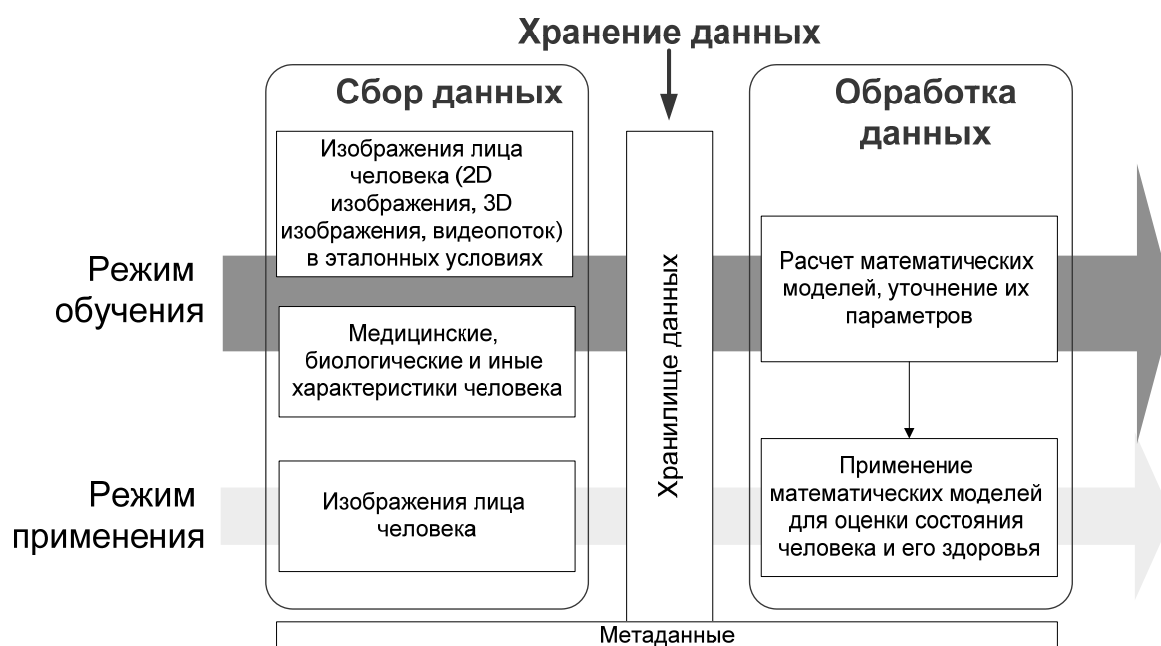 Хранение данных
Сбор данных
Изображения лица
человека (2D
изображения, 3D
изображения, видеопоток)
в эталонных условиях
Медицинские,
биологические и иные
характеристики человека
Изображения лица
человека
Режим
обучения
Режим
применения
Хранилище данных
Обработка
данных
Расчет математических
моделей, уточнение их
параметров
Применение
математических моделей
для оценки состояния
человека и его здоровья
Метаданные